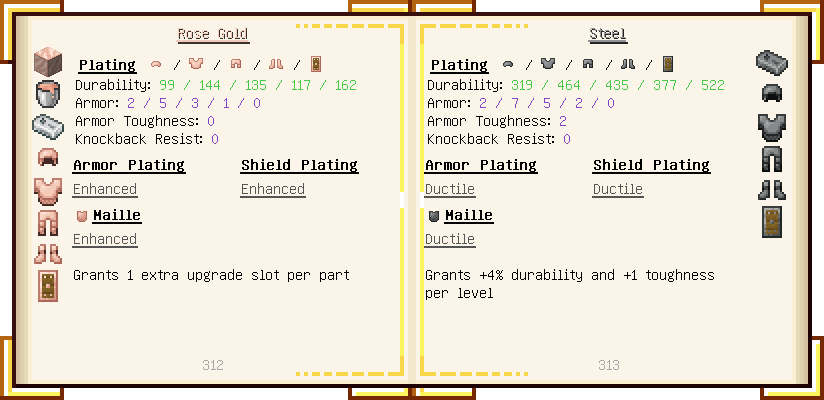 Rose Gold
Plating / / / /
Durability: 99 / 144 / 135 / 117 / 162
Armor: 2 / 5 / 3 / 1 / 0
Armor Toughness: 0
Knockback Resist: 0
Armor Plating Shield Plating
Enhanced Enhanced
Maille
Enhanced
Grants 1 extra upgrade slot per part
312
Steel
Plating / / / /
Durability: 319 / 464 / 435 / 377 / 522
Armor: 2 / 7 / 5 / 2 / 0
Armor Toughness: 2
Knockback Resist: 0
Armor Plating Shield Plating
Ductile Ductile
Maille
Ductile
Grants +4% durability and +1 toughness
per level
313